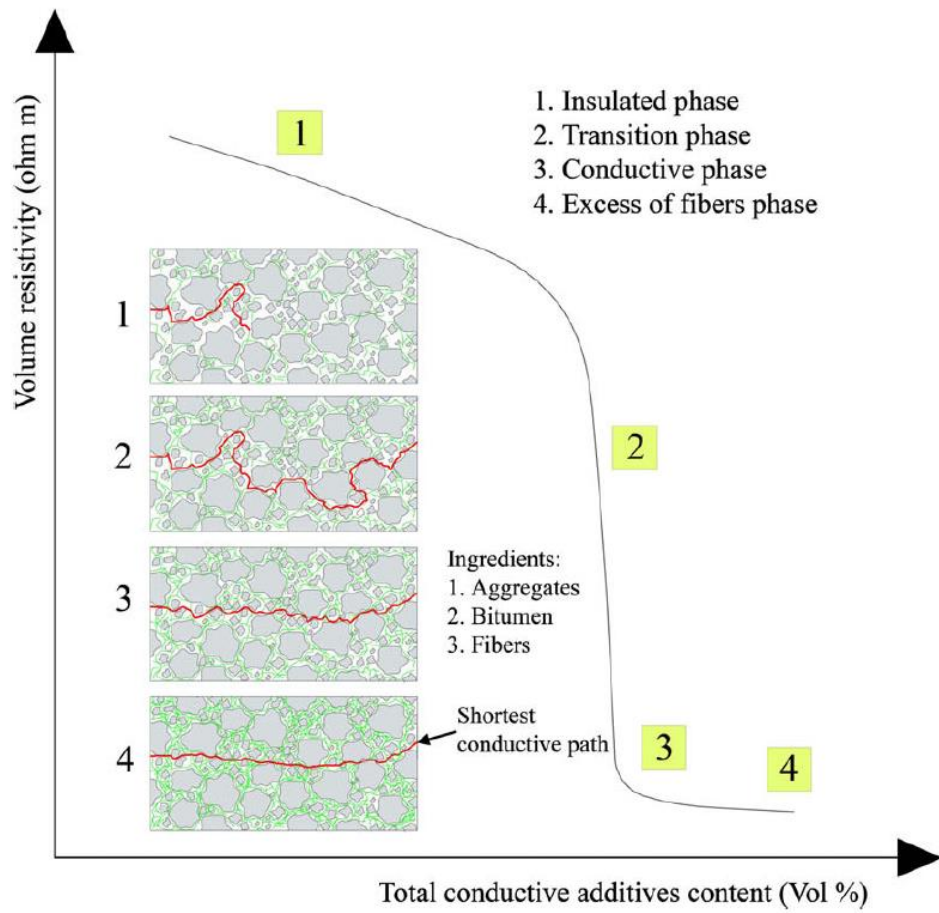 Volume resistivity (ohm m)
1
1. Insulated phase
2. Transition phase
3. Conductive phase
4. Excess of fibers phase
1
2
2
3
Ingredients:
1. Aggregates
2. Bitumen
3. Fibers
4
Shortest
conductive path
3
4
Total conductive additives content (Vol %)